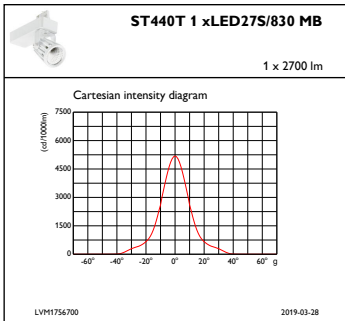 ST440T 1 xLED27S/830 MB
1 x 2700 lm
Cartesian intensity diagram
(cd/1000lm)
7500
6000
4500
3000
1500
0
-60° -40° -20° 0° 20° 40° 60° g
LVM1756700 2019-03-28